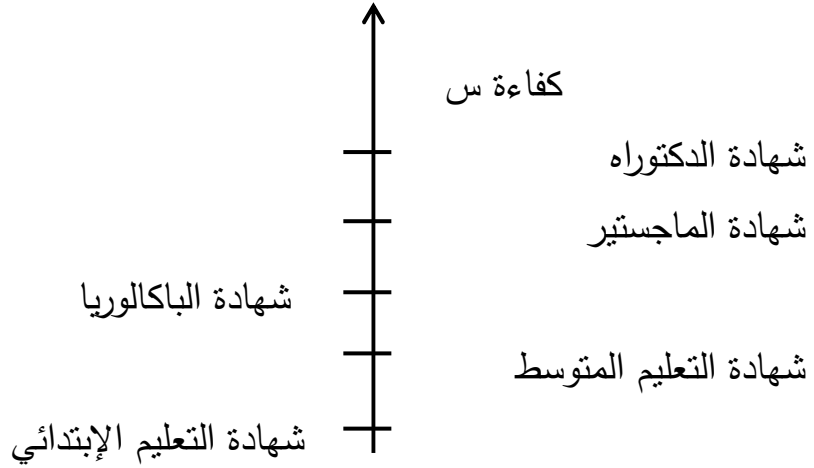 كفاءة س
شهادة الدكتوراه
شهادة الماجستير
شهادة الباكالوريا
شهادة التعليم المتوسط
شهادة التعليم الإبتدائي